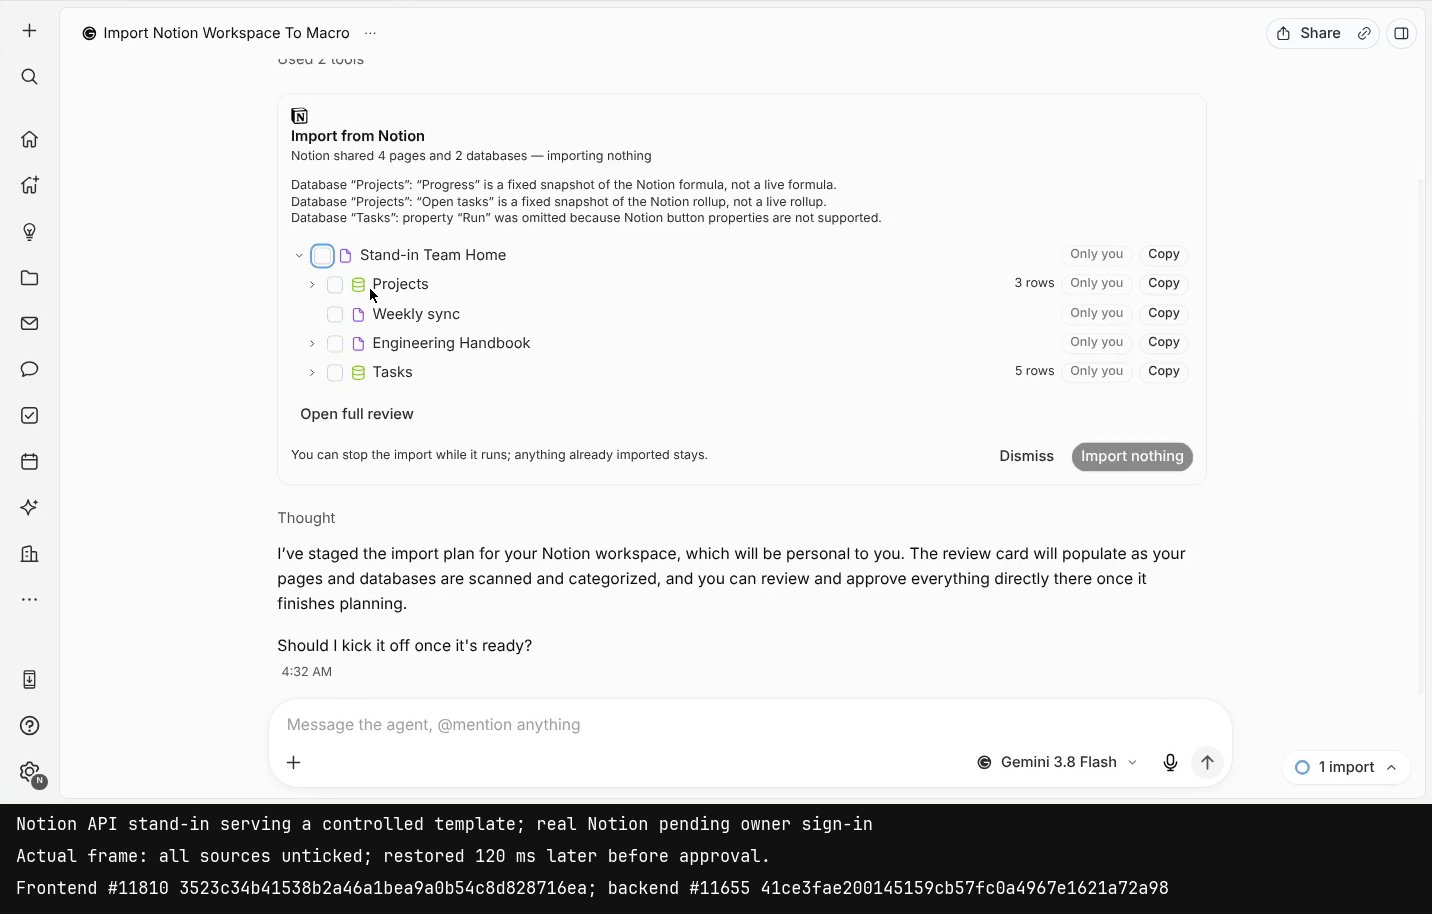 Import Notion Workspace To Macro ...
Share
Used 2 tools
Import from Notion
Notion shared 4 pages and 2 databases — importing nothing
Database “Projects”: “Progress” is a fixed snapshot of the Notion formula, not a live formula.
Database “Projects”: “Open tasks” is a fixed snapshot of the Notion rollup, not a live rollup.
Database “Tasks”: property “Run” was omitted because Notion button properties are not supported.
Stand-in Team Home Only you Copy
Projects 3 rows Only you Copy
Weekly sync Only you Copy
Engineering Handbook Only you Copy
Tasks 5 rows Only you Copy
Open full review
You can stop the import while it runs; anything already imported stays. Dismiss Import nothing
Thought
I’ve staged the import plan for your Notion workspace, which will be personal to you. The review card will populate as your
pages and databases are scanned and categorized, and you can review and approve everything directly there once it
finishes planning.
Should I kick it off once it's ready?
4:32 AM
Message the agent, @mention anything
Gemini 3.8 Flash
1 import
N
Notion API stand-in serving a controlled template; real Notion pending owner sign-in
Actual frame: all sources unticked; restored 120 ms later before approval.
Frontend #11810 3523c34b41538b2a46a1bea9a0b54c8d828716ea; backend #11655 41ce3fae200145159cb57fc0a4967e1621a72a98